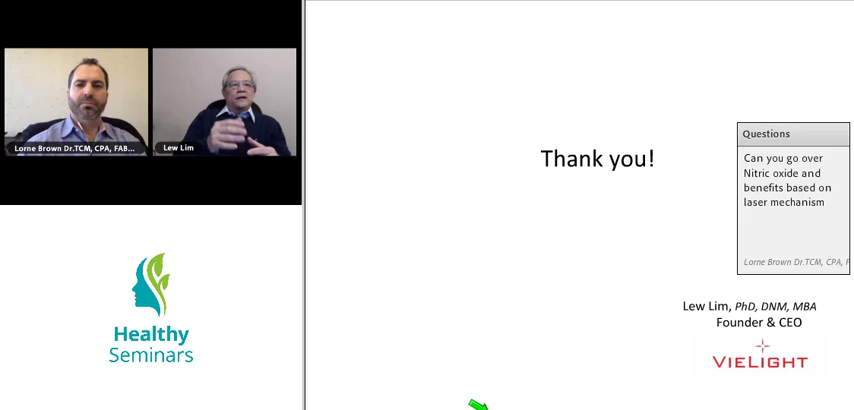 Lorne Brown Dr.TCM, CPA, FAB...
Lew Lim
Healthy
Seminars
Thank you!
Questions
Can you go over
Nitric oxide and
benefits based on
laser mechanism
Lorne Brown Dr.TCM, CPA, F
Lew Lim, PhD, DNM, MBA
Founder & CEO
VIELIGHT